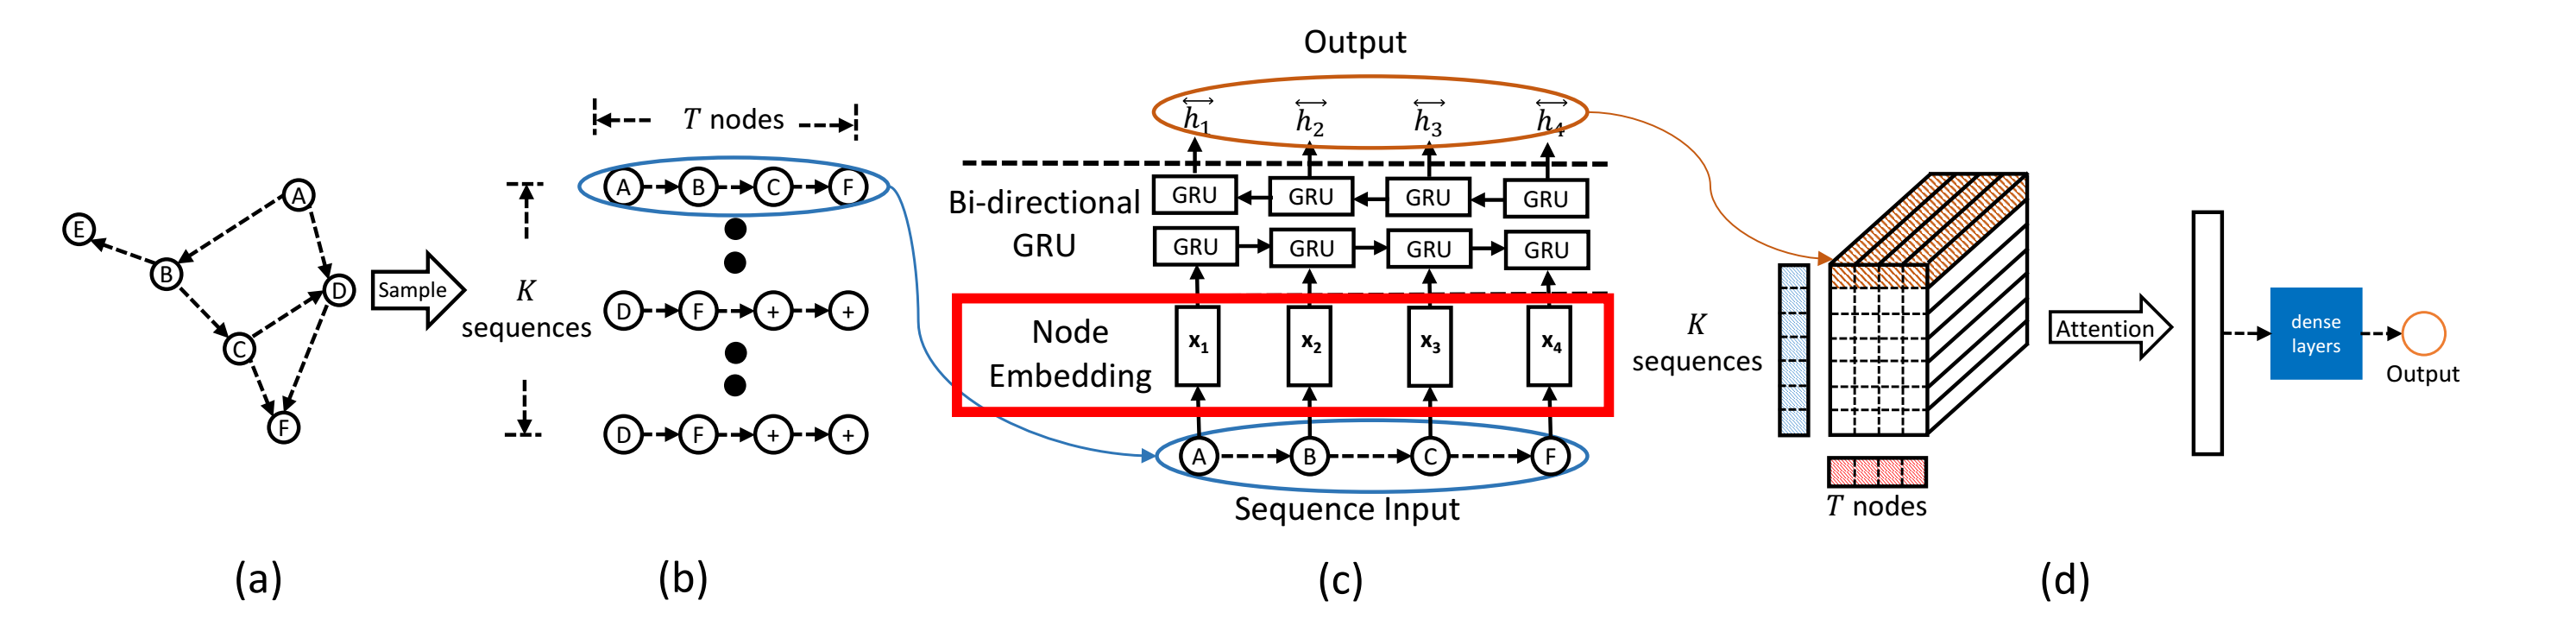 A
E
B
D
C
F
Sample
(a)
T nodes
K
sequences
A B C F
D F + +
D F + +
(b)
Output
h₁ h₂ h₃ h₄
Bi-directional
GRU
GRU GRU GRU GRU
GRU GRU GRU GRU
Node
Embedding
x₁ x₂ x₃ x₄
A B C F
Sequence Input
(c)
K
sequences
T nodes
Attention
dense
layers
Output
(d)